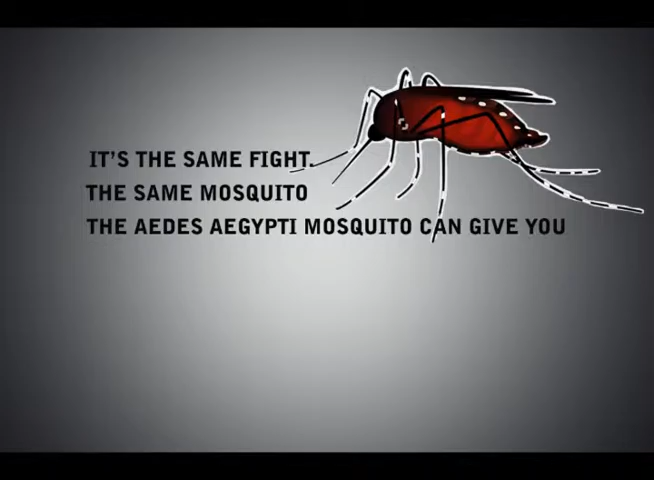 IT'S THE SAME FIGHT.
THE SAME MOSQUITO
THE AEDES AEGYPTI MOSQUITO CAN GIVE YOU